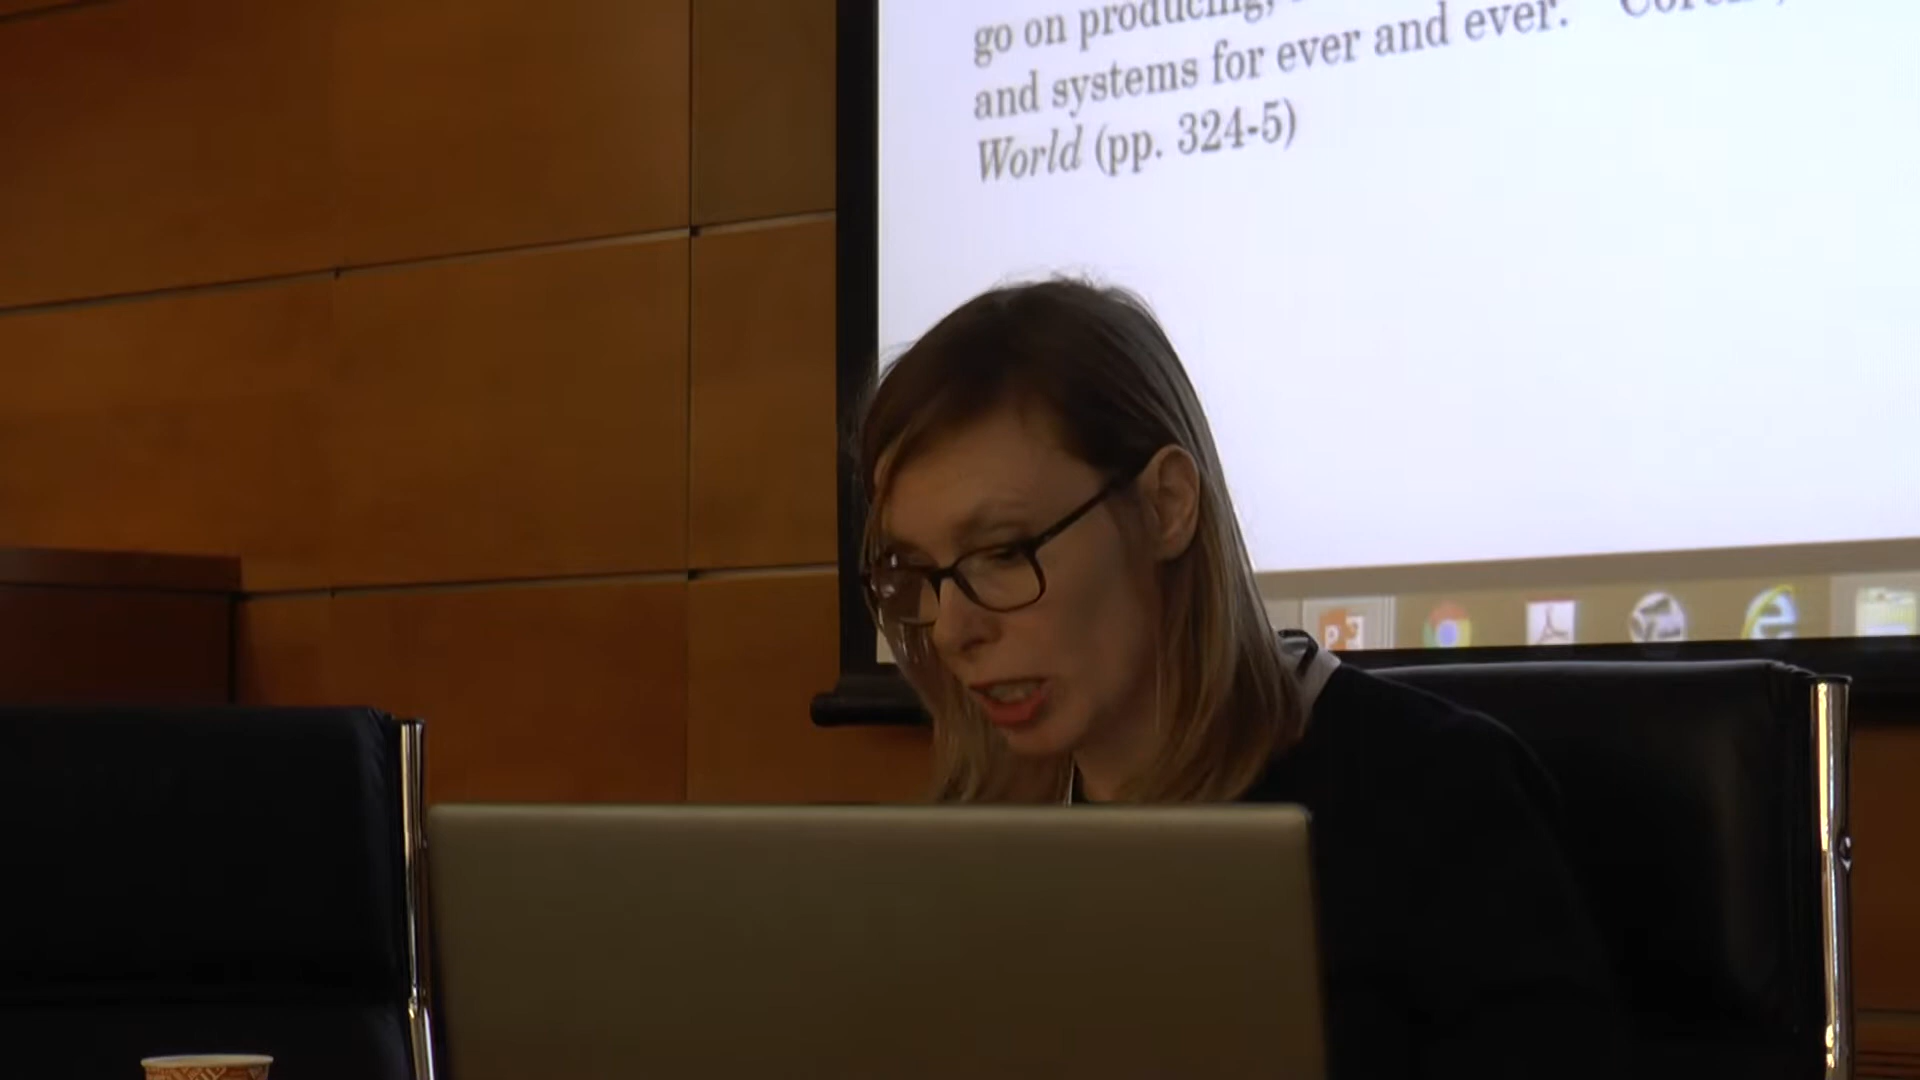 go on producing,
and systems for ever and ever.
World (pp. 324-5)